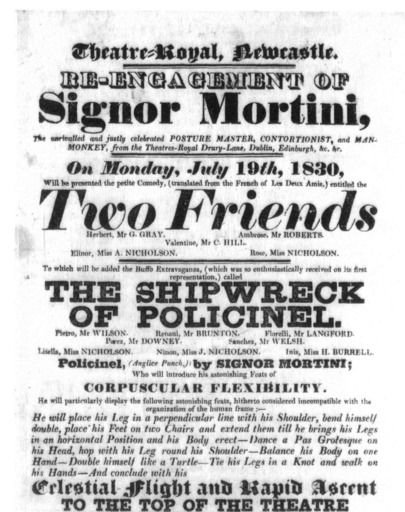 Theatre-Royal, Newcastle.
RE-ENGAGEMENT OF
Signor Mortini,
The unrivalled and justly celebrated POSTURE MASTER, CONTORTIONIST, and MAN-
MONKEY, from the Theatres-Royal Drury-Lane, Dublin, Edinburgh, &c. &c.
On Monday, July 19th, 1830,
Will be presented the petite Comedy, (translated from the French of Les Deux Amis,) entitled the
Two Friends
Herbert, Mr G. GRAY. Ambrose, Mr ROBERTS.
Valentine, Mr C. HILL.
Elinor, Miss A. NICHOLSON. Rose, Miss NICHOLSON.
To which will be added the Buffo Extravaganza, (which was so enthusiastically received on its first
representation,) called
THE SHIPWRECK
OF POLICINEL.
Pietro, Mr WILSON. Renani, Mr BRUNTON. Fiorelli, Mr LANGFORD.
Perez, Mr DOWNEY. Sanchez, Mr WELSH.
Lisella, Miss NICHOLSON. Ninon, Miss J. NICHOLSON. Inis, Miss H. BURRELL.
Policinel, (Anglice Punch,) by SIGNOR MORTINI;
Who will introduce his astonishing Feats of
CORPUSCULAR FLEXIBILITY.
He will particularly display the following astonishing feats, hitherto considered incompatible with the
organization of the human frame :—
He will place his Leg in a perpendicular line with his Shoulder, bend himself
double, place his Feet on two Chairs and extend them till he brings his Legs
in an horizontal Position and his Body erect—Dance a Pas Grotesque on
his Head, hop with his Leg round his Shoulder—Balance his Body on one
Hand—Double himself like a Turtle—Tie his Legs in a Knot and walk on
his Hands—And conclude with his
Celestial Flight and Rapid Ascent
TO THE TOP OF THE THEATRE